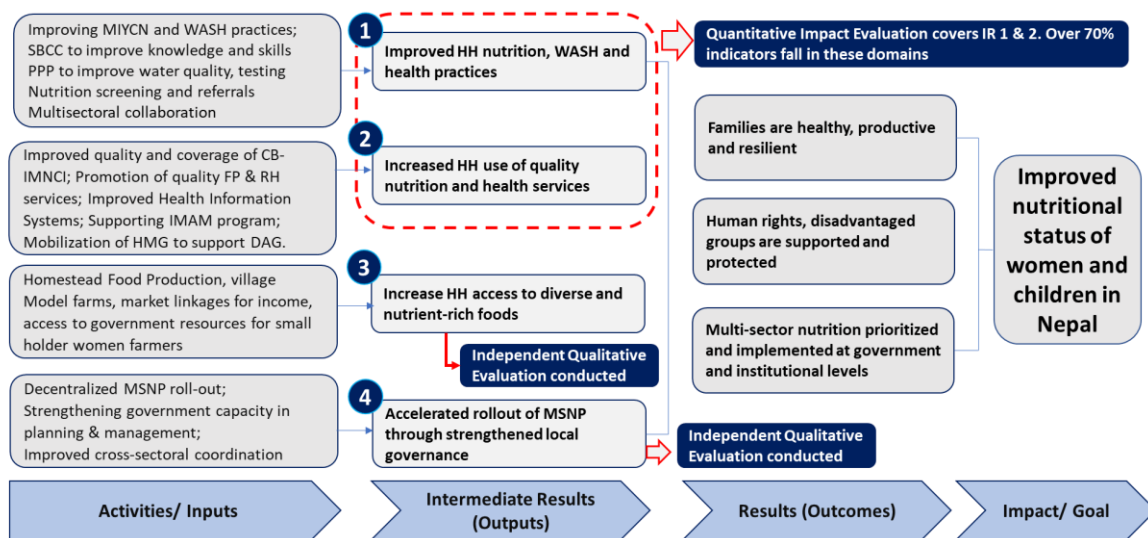 Improving MIYCN and WASH practices;
SBCC to improve knowledge and skills
PPP to improve water quality, testing
Nutrition screening and referrals
Multisectoral collaboration
1
Improved HH nutrition, WASH and
health practices
Quantitative Impact Evaluation covers IR 1 & 2. Over 70%
indicators fall in these domains
Improved quality and coverage of CB-
IMNCI; Promotion of quality FP & RH
services; Improved Health Information
Systems; Supporting IMAM program;
Mobilization of HMG to support DAG.
2
Increased HH use of quality
nutrition and health services
Homestead Food Production, village
Model farms, market linkages for income,
access to government resources for small
holder women farmers
3
Increase HH access to diverse and
nutrient-rich foods
Independent Qualitative
Evaluation conducted
Decentralized MSNP roll-out;
Strengthening government capacity in
planning & management;
Improved cross-sectoral coordination
4
Accelerated rollout of MSNP
through strengthened local
governance
Independent Qualitative
Evaluation conducted
Families are healthy, productive
and resilient
Human rights, disadvantaged
groups are supported and
protected
Multi-sector nutrition prioritized
and implemented at government
and institutional levels
Improved
nutritional
status of
women and
children in
Nepal
Activities/ Inputs
Intermediate Results
(Outputs)
Results (Outcomes)
Impact/ Goal